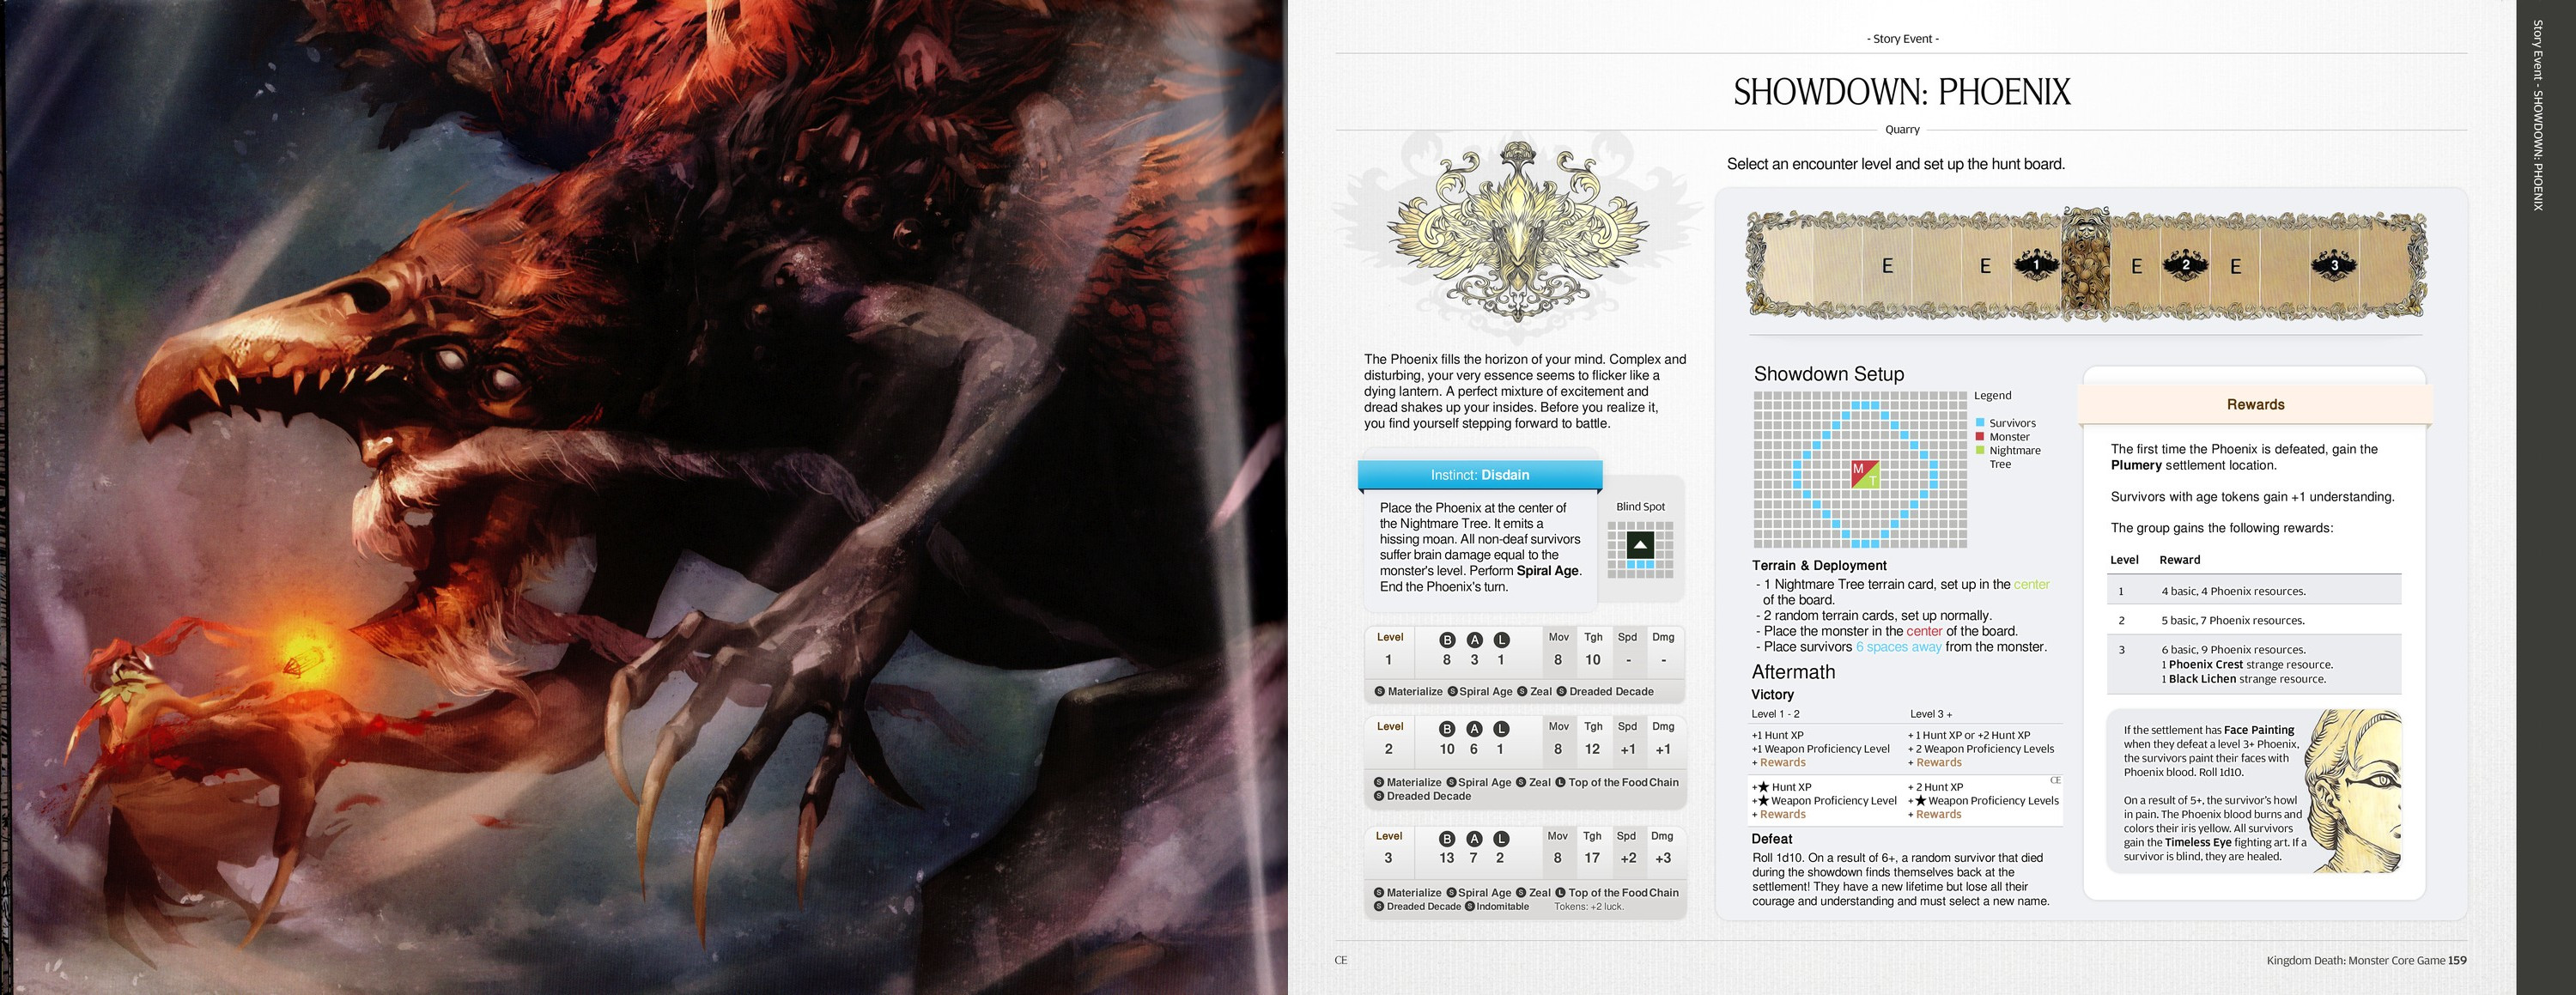 - Story Event -
SHOWDOWN: PHOENIX
Quarry
Story Event - SHOWDOWN: PHOENIX
The Phoenix fills the horizon of your mind. Complex and
disturbing, your very essence seems to flicker like a
dying lantern. A perfect mixture of excitement and
dread shakes up your insides. Before you realize it,
you find yourself stepping forward to battle.
Instinct: Disdain
Place the Phoenix at the center of
the Nightmare Tree. It emits a
hissing moan. All non-deaf survivors
suffer brain damage equal to the
monster's level. Perform Spiral Age.
End the Phoenix's turn.
Blind Spot
Level B A L Mov Tgh Spd Dmg
1 8 3 1 8 10 - -
S Materialize S Spiral Age S Zeal S Dreaded Decade
Level B A L Mov Tgh Spd Dmg
2 10 6 1 8 12 +1 +1
S Materialize S Spiral Age S Zeal L Top of the Food Chain
S Dreaded Decade
Level B A L Mov Tgh Spd Dmg
3 13 7 2 8 17 +2 +3
S Materialize S Spiral Age S Zeal L Top of the Food Chain
S Dreaded Decade S Indomitable Tokens: +2 luck.
Select an encounter level and set up the hunt board.
E E 1 E 2 E 3
Showdown Setup
M
T
Legend
Survivors
Monster
Nightmare
Tree
Terrain & Deployment
- 1 Nightmare Tree terrain card, set up in the center
of the board.
- 2 random terrain cards, set up normally.
- Place the monster in the center of the board.
- Place survivors 6 spaces away from the monster.
Aftermath
Victory
Level 1 - 2 Level 3 +
+1 Hunt XP + 1 Hunt XP or +2 Hunt XP
+1 Weapon Proficiency Level + 2 Weapon Proficiency Levels
+ Rewards + Rewards
CE
+★ Hunt XP + 2 Hunt XP
+★ Weapon Proficiency Level +★ Weapon Proficiency Levels
+ Rewards + Rewards
Defeat
Roll 1d10. On a result of 6+, a random survivor that died
during the showdown finds themselves back at the
settlement! They have a new lifetime but lose all their
courage and understanding and must select a new name.
Rewards
The first time the Phoenix is defeated, gain the
Plumery settlement location.
Survivors with age tokens gain +1 understanding.
The group gains the following rewards:
Level Reward
1 4 basic, 4 Phoenix resources.
2 5 basic, 7 Phoenix resources.
3 6 basic, 9 Phoenix resources.
1 Phoenix Crest strange resource.
1 Black Lichen strange resource.
If the settlement has Face Painting
when they defeat a level 3+ Phoenix,
the survivors paint their faces with
Phoenix blood. Roll 1d10.
On a result of 5+, the survivor's howl
in pain. The Phoenix blood burns and
colors their iris yellow. All survivors
gain the Timeless Eye fighting art. If a
survivor is blind, they are healed.
CE
Kingdom Death: Monster Core Game 159